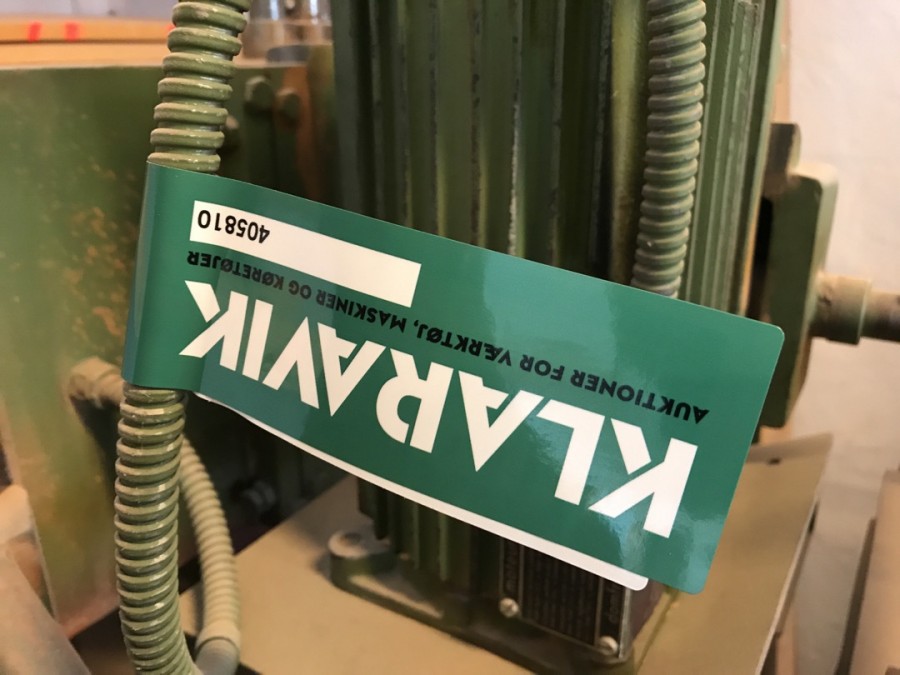 KLARAVIK
AUKTIONER FOR VÆRKTØJ, MASKINER OG KØRETØJER
405810